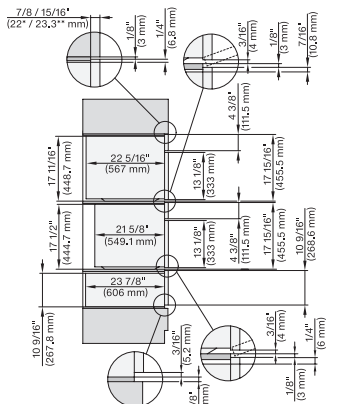 7/8 / 15/16"
(22* / 23.3** mm)
1/8"
(3 mm)
1/4"
(6.8 mm)
3/16"
(4 mm)
1/8"
(3 mm)
7/16"
(10.8 mm)
4 3/8"
(111.5 mm)
17 11/16"
(448.7 mm)
22 5/16"
(567 mm)
13 1/8"
(333 mm)
17 15/16"
(455.5 mm)
17 1/2"
(444.7 mm)
21 5/8"
(549.1 mm)
13 1/8"
(333 mm)
4 3/8"
(111.5 mm)
17 15/16"
(455.5 mm)
10 9/16"
(268.6 mm)
23 7/8"
(606 mm)
10 9/16"
(267.8 mm)
3/16"
(5.2 mm)
3/16"
(4 mm)
1/4"
(6 mm)
1/8"
(3 mm)